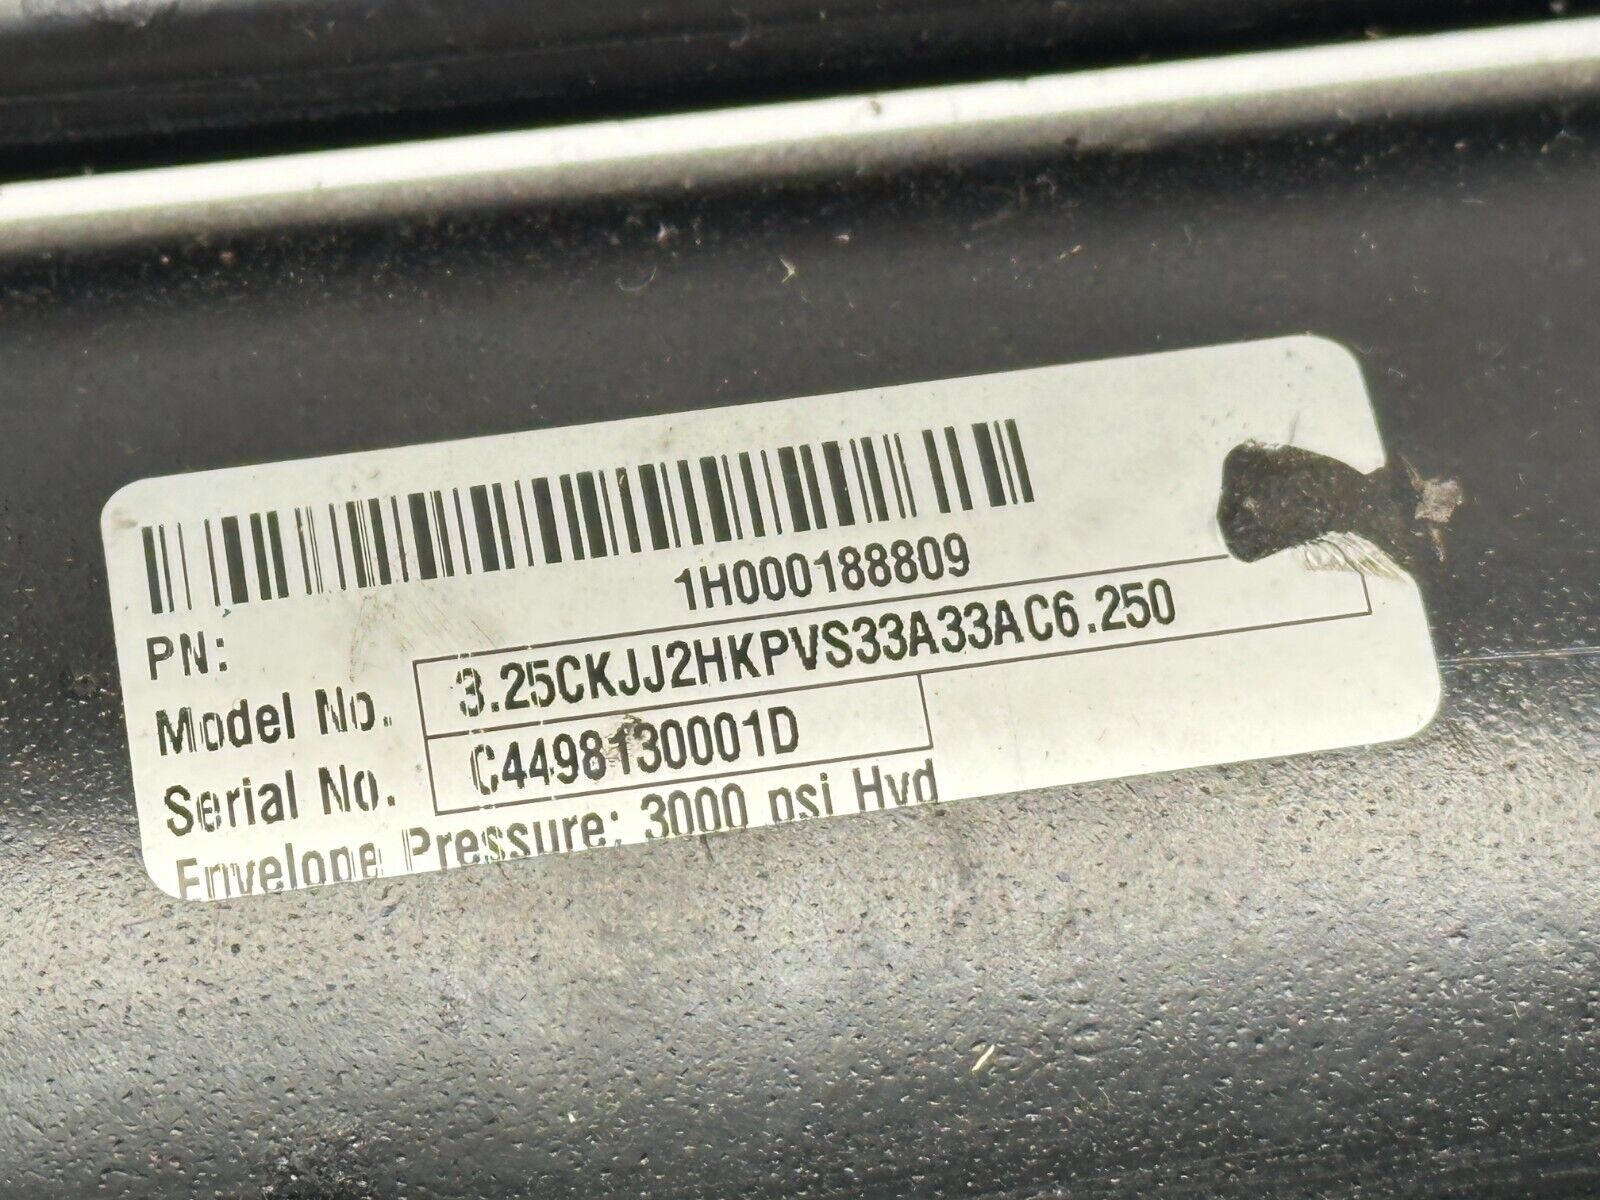 1H000188809
PN:
Model No. 3.25CKJJ2HKPVS33A33AC6.250
Serial No. C4498130001D
Envelope Pressure: 3000 psi Hyd